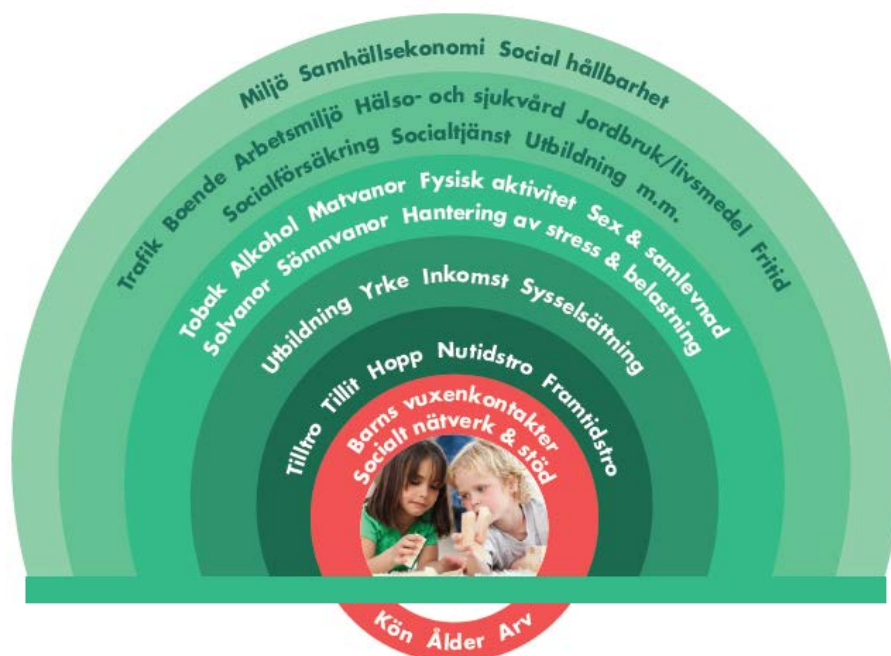 Miljö Samhällsekonomi Social hållbarhet
Trafik Boende Arbetsmiljö Hälso- och sjukvård Jordbruk/livsmedel Fritid
Socialförsäkring Socialtjänst Utbildning m.m.
Tobak Alkohol Matvanor Fysisk aktivitet Sex & samlevnad
Solvanor Sömnvanor Hantering av stress & belastning
Utbildning Yrke Inkomst Sysselsättning
Tilltro Tillit Hopp Nutidstro Framtidstro
Barns vuxenkontakter
Socialt nätverk & stöd
Kön Ålder Arv